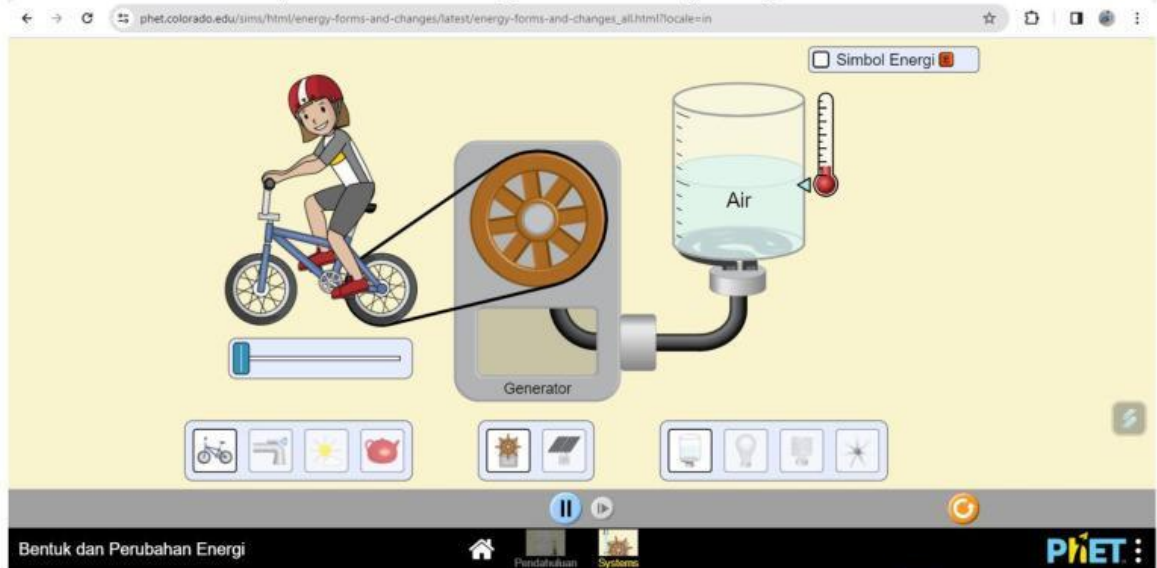 phet.colorado.edu/sims/html/energy-forms-and-changes/latest/energy-forms-and-changes_all.html?locale=in
Simbol Energi E
Air
Generator
Bentuk dan Perubahan Energi
Pendahuluan
Systems
PhET